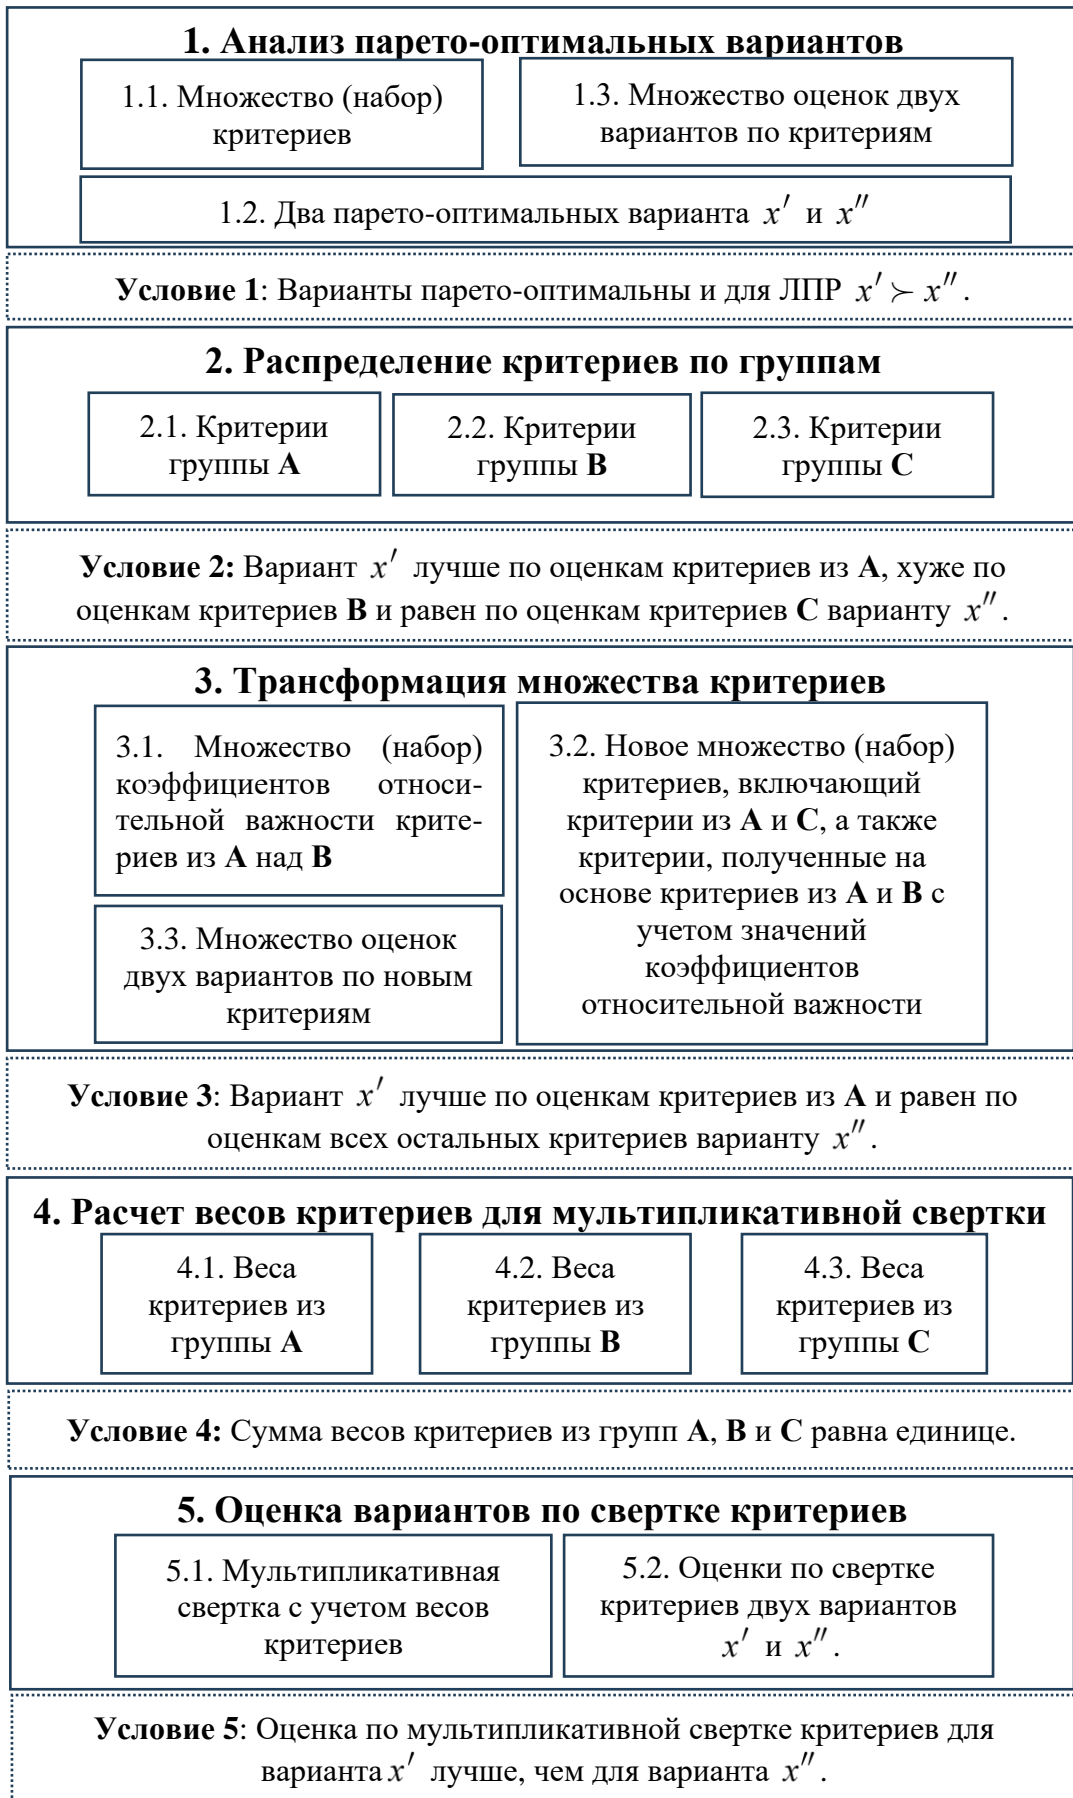 1. Анализ парето-оптимальных вариантов
1.1. Множество (набор)
критериев
1.3. Множество оценок двух
вариантов по критериям
1.2. Два парето-оптимальных варианта x′ и x″
Условие 1: Варианты парето-оптимальны и для ЛПР x′ ≻ x″.
2. Распределение критериев по группам
2.1. Критерии
группы A
2.2. Критерии
группы B
2.3. Критерии
группы C
Условие 2: Вариант x′ лучше по оценкам критериев из A, хуже по
оценкам критериев B и равен по оценкам критериев C варианту x″.
3. Трансформация множества критериев
3.1. Множество (набор)
коэффициентов относи-
тельной важности крите-
риев из A над B
3.2. Новое множество (набор)
критериев, включающий
критерии из A и C, а также
критерии, полученные на
основе критериев из A и B с
учетом значений
коэффициентов
относительной важности
3.3. Множество оценок
двух вариантов по новым
критериям
Условие 3: Вариант x′ лучше по оценкам критериев из A и равен по
оценкам всех остальных критериев варианту x″.
4. Расчет весов критериев для мультипликативной свертки
4.1. Веса
критериев из
группы A
4.2. Веса
критериев из
группы B
4.3. Веса
критериев из
группы C
Условие 4: Сумма весов критериев из групп A, B и C равна единице.
5. Оценка вариантов по свертке критериев
5.1. Мультипликативная
свертка с учетом весов
критериев
5.2. Оценки по свертке
критериев двух вариантов
x′ и x″.
Условие 5: Оценка по мультипликативной свертке критериев для
варианта x′ лучше, чем для варианта x″.